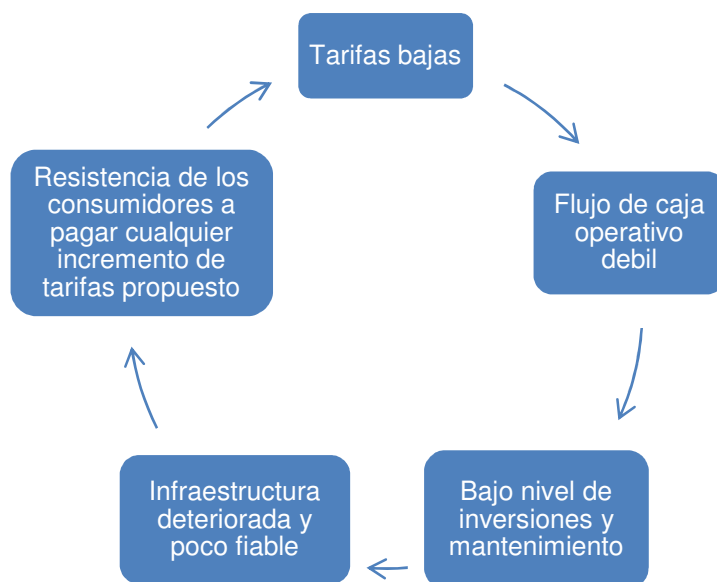 Tarifas bajas
Flujo de caja
operativo
debil
Bajo nivel de
inversiones y
mantenimiento
Infraestructura
deteriorada y
poco fiable
Resistencia de los
consumidores a
pagar cualquier
incremento de
tarifas propuesto